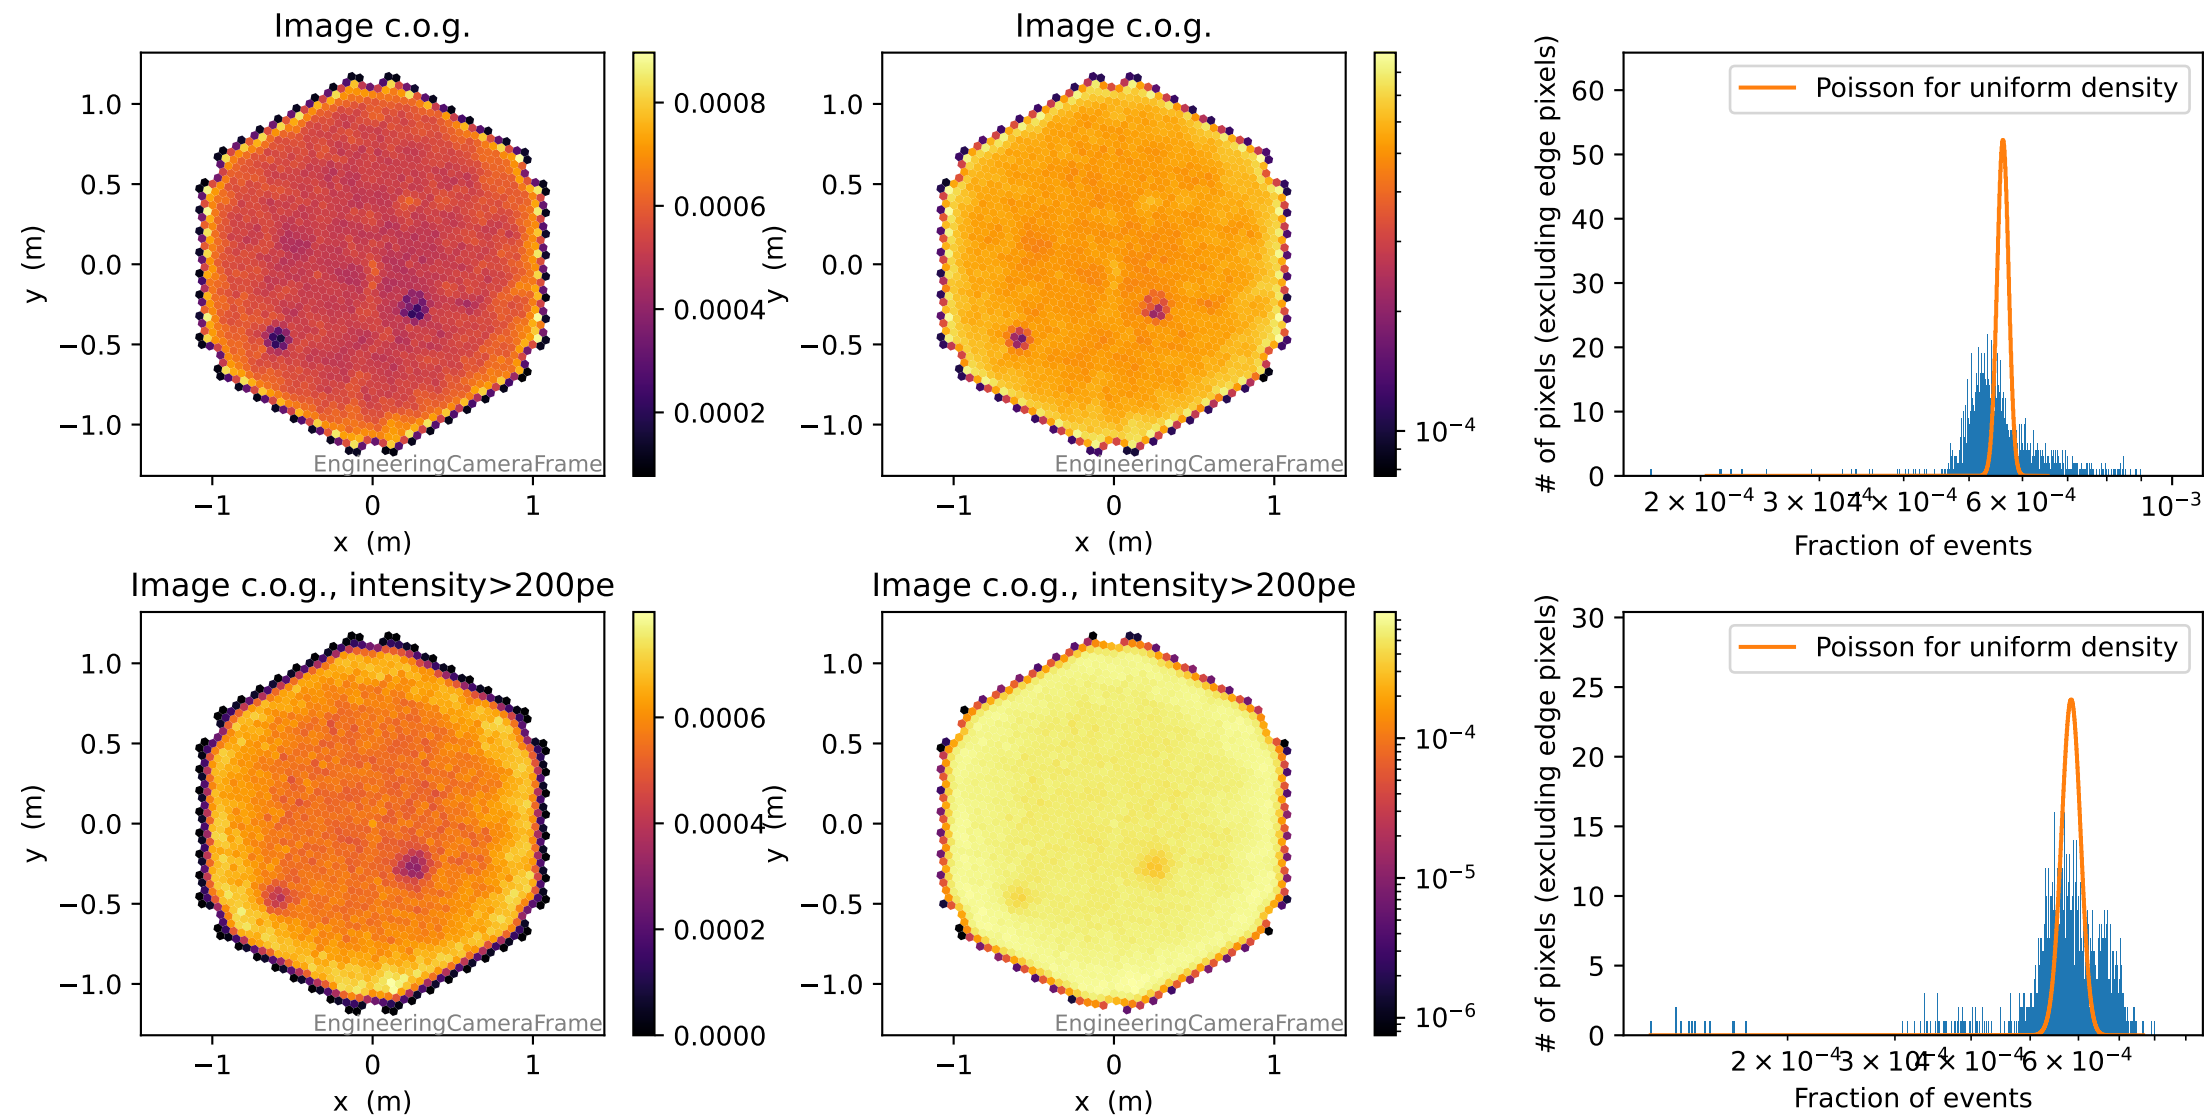 Image c.o.g.
1.0
0.5
0.0
−0.5
−1.0
y (m)
−1 0 1
x (m)
EngineeringCameraFrame
0.0008
0.0006
0.0004
0.0002
Image c.o.g.
1.0
0.5
0.0
−0.5
−1.0
y (m)
−1 0 1
x (m)
EngineeringCameraFrame
10⁻⁴
# of pixels (excluding edge pixels)
60
50
40
30
20
10
0
Poisson for uniform density
2 × 10⁻⁴ 3 × 10⁻⁴ 4 × 10⁻⁴ 6 × 10⁻⁴ 10⁻³
Fraction of events
Image c.o.g., intensity>200pe
1.0
0.5
0.0
−0.5
−1.0
y (m)
−1 0 1
x (m)
EngineeringCameraFrame
0.0006
0.0004
0.0002
0.0000
Image c.o.g., intensity>200pe
1.0
0.5
0.0
−0.5
−1.0
y (m)
−1 0 1
x (m)
EngineeringCameraFrame
10⁻⁴
10⁻⁵
10⁻⁶
# of pixels (excluding edge pixels)
30
25
20
15
10
5
0
Poisson for uniform density
2 × 10⁻⁴ 3 × 10⁻⁴ 4 × 10⁻⁴ 6 × 10⁻⁴
Fraction of events